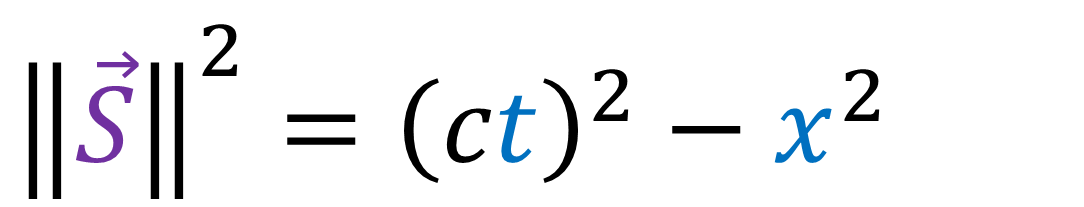 ‖S⃗‖² = (ct)² − x²